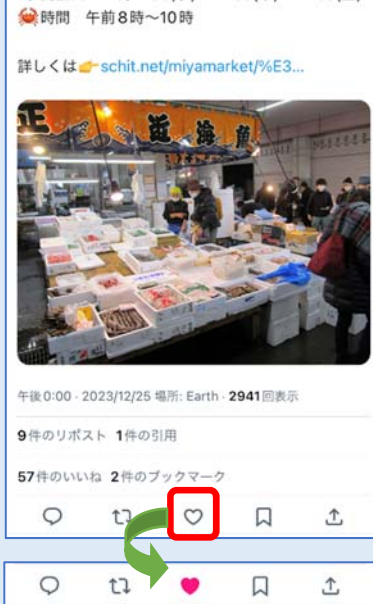 🦀時間 午前8時～10時
詳しくは👉schit.net/miyamarket/%E3...
近海
午後0:00 · 2023/12/25 場所: Earth · 2941回表示
9件のリポスト 1件の引用
57件のいいね 2件のブックマーク